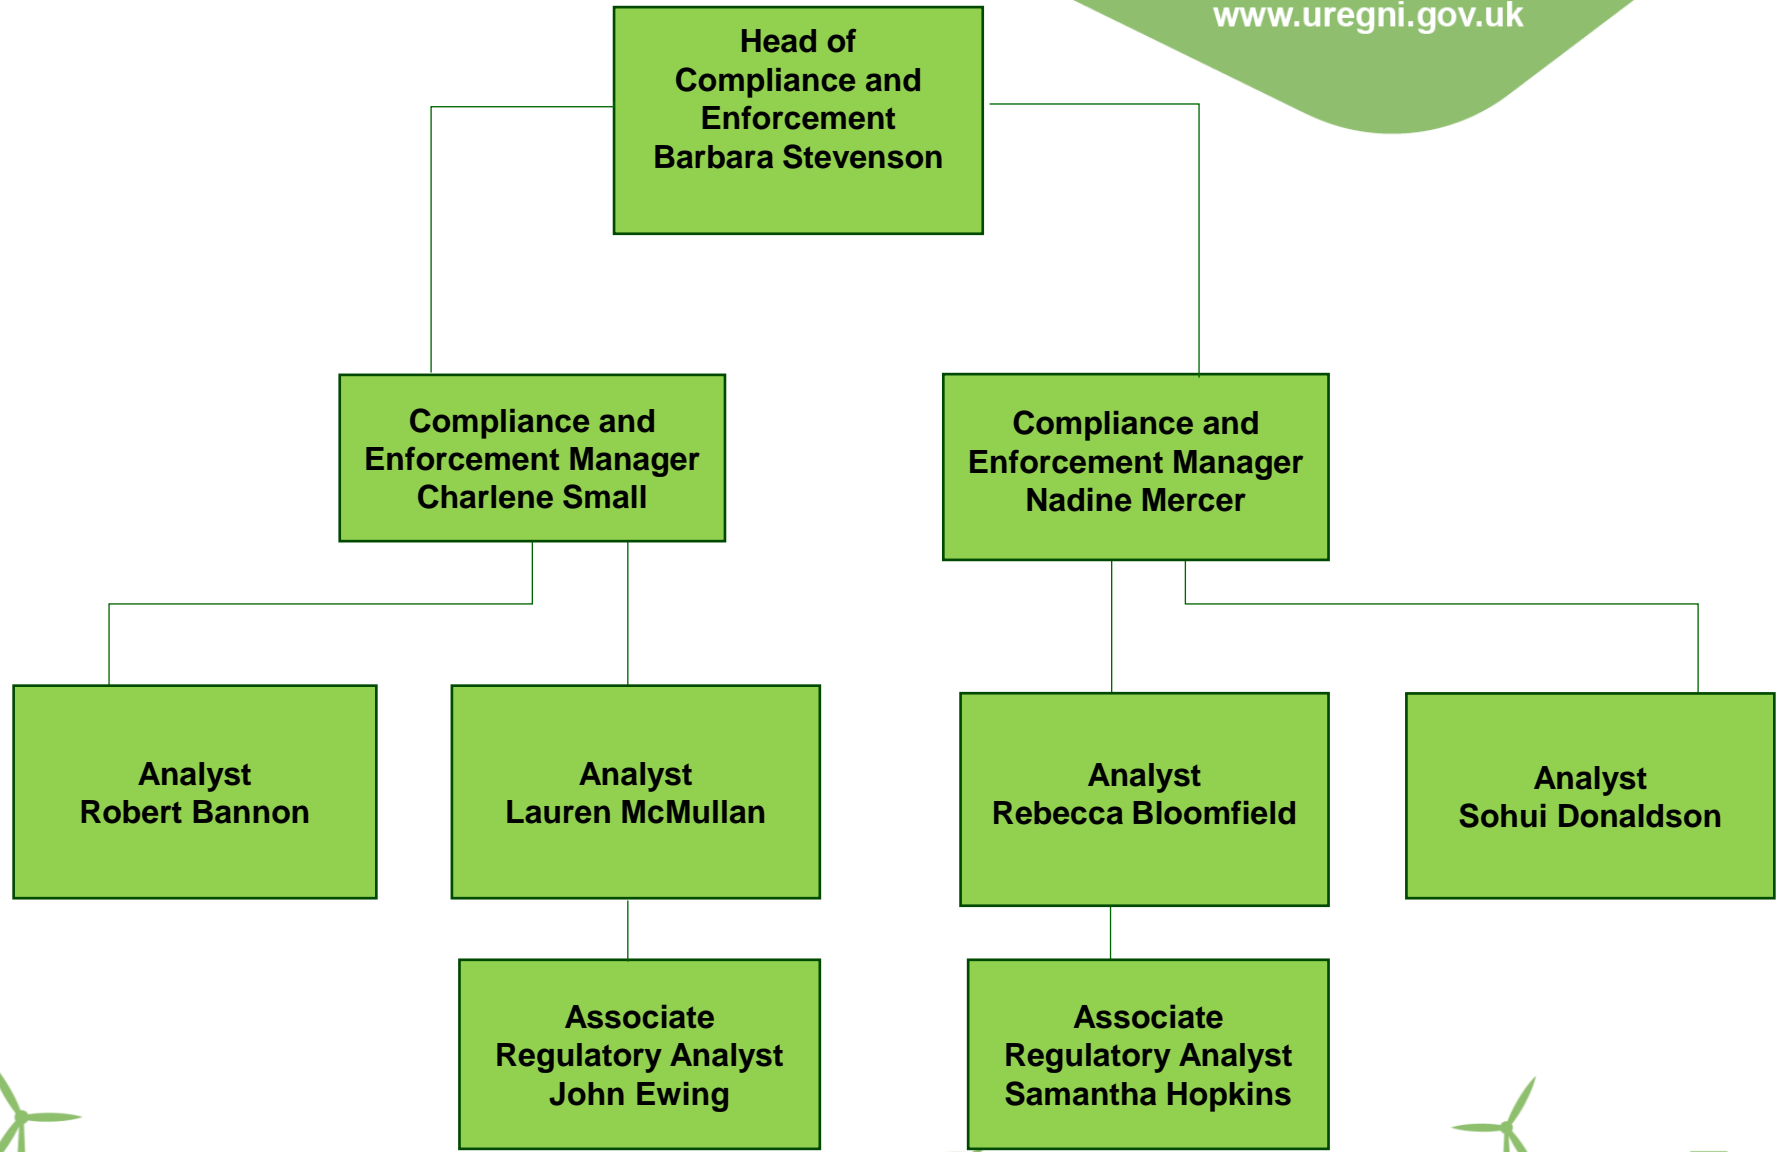 www.uregni.gov.uk
Head of
Compliance and
Enforcement
Barbara Stevenson
Compliance and
Enforcement Manager
Charlene Small
Compliance and
Enforcement Manager
Nadine Mercer
Analyst
Robert Bannon
Analyst
Lauren McMullan
Analyst
Rebecca Bloomfield
Analyst
Sohui Donaldson
Associate
Regulatory Analyst
John Ewing
Associate
Regulatory Analyst
Samantha Hopkins